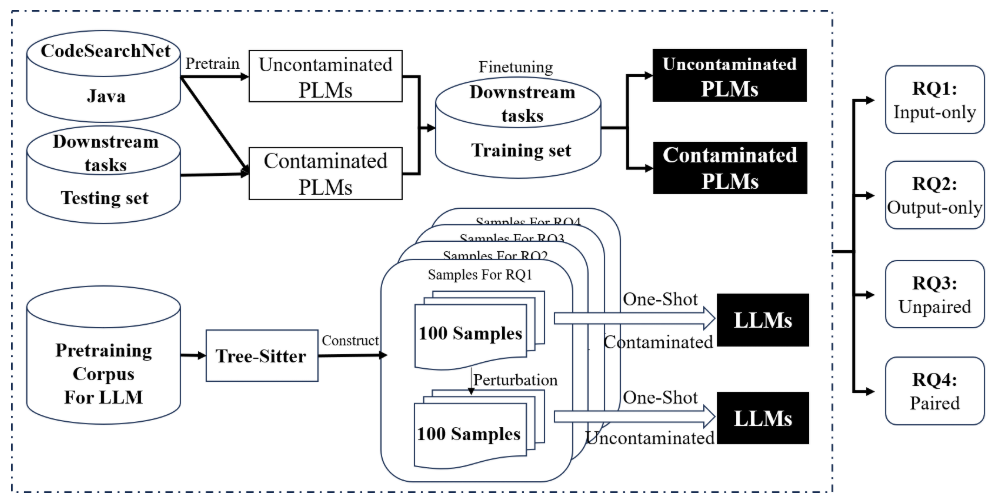 CodeSearchNet
Java
Pretrain
Uncontaminated
PLMs
Downstream
tasks
Testing set
Contaminated
PLMs
Finetuning
Downstream
tasks
Training set
Uncontaminated
PLMs
Contaminated
PLMs
Pretraining
Corpus
For LLM
Tree-Sitter
Construct
Samples For RQ4
Samples For RQ3
Samples For RQ2
Samples For RQ1
100 Samples
Perturbation
100 Samples
One-Shot
Contaminated
LLMs
One-Shot
Uncontaminated
LLMs
RQ1:
Input-only
RQ2:
Output-only
RQ3:
Unpaired
RQ4:
Paired